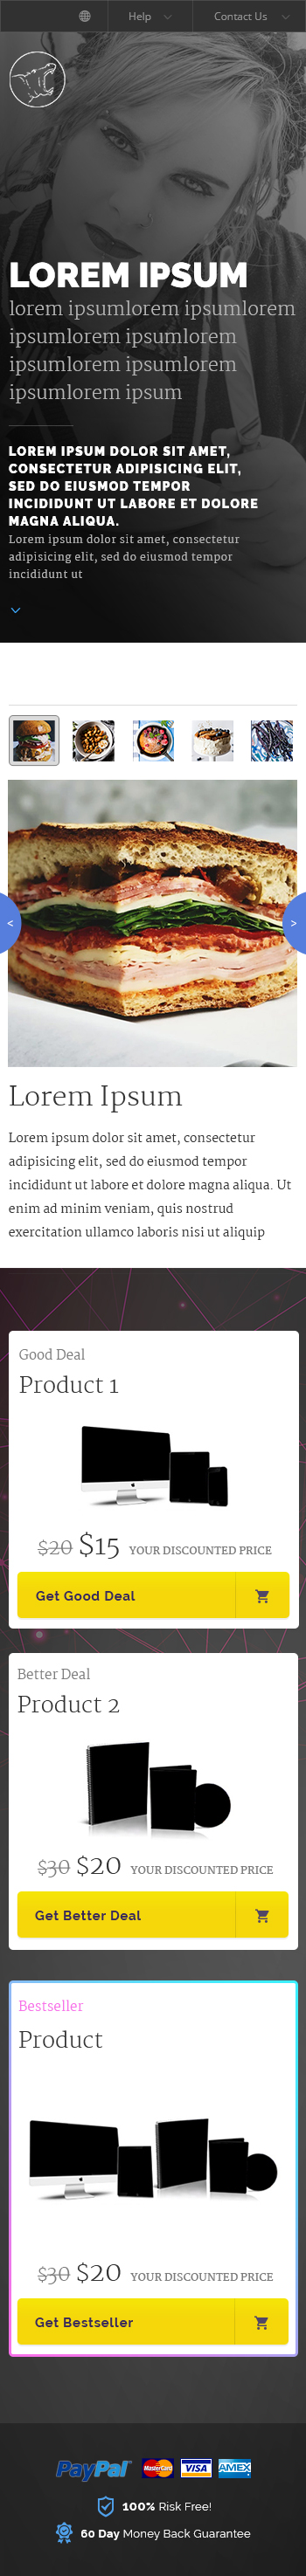 Help
Contact Us
LOREM IPSUM
lorem ipsumlorem ipsumlorem
ipsumlorem ipsumlorem
ipsumlorem ipsumlorem
ipsumlorem ipsum
LOREM IPSUM DOLOR SIT AMET,
CONSECTETUR ADIPISICING ELIT,
SED DO EIUSMOD TEMPOR
INCIDIDUNT UT LABORE ET DOLORE
MAGNA ALIQUA.
Lorem ipsum dolor sit amet, consectetur
adipisicing elit, sed do eiusmod tempor
incididunt ut
< >
Lorem Ipsum
Lorem ipsum dolor sit amet, consectetur
adipisicing elit, sed do eiusmod tempor
incididunt ut labore et dolore magna aliqua. Ut
enim ad minim veniam, quis nostrud
exercitation ullamco laboris nisi ut aliquip
Good Deal
Product 1
$20 $15 YOUR DISCOUNTED PRICE
Get Good Deal
Better Deal
Product 2
$30 $20 YOUR DISCOUNTED PRICE
Get Better Deal
Bestseller
Product
$30 $20 YOUR DISCOUNTED PRICE
Get Bestseller
PayPal MasterCard VISA AMEX
100% Risk Free!
60 Day Money Back Guarantee